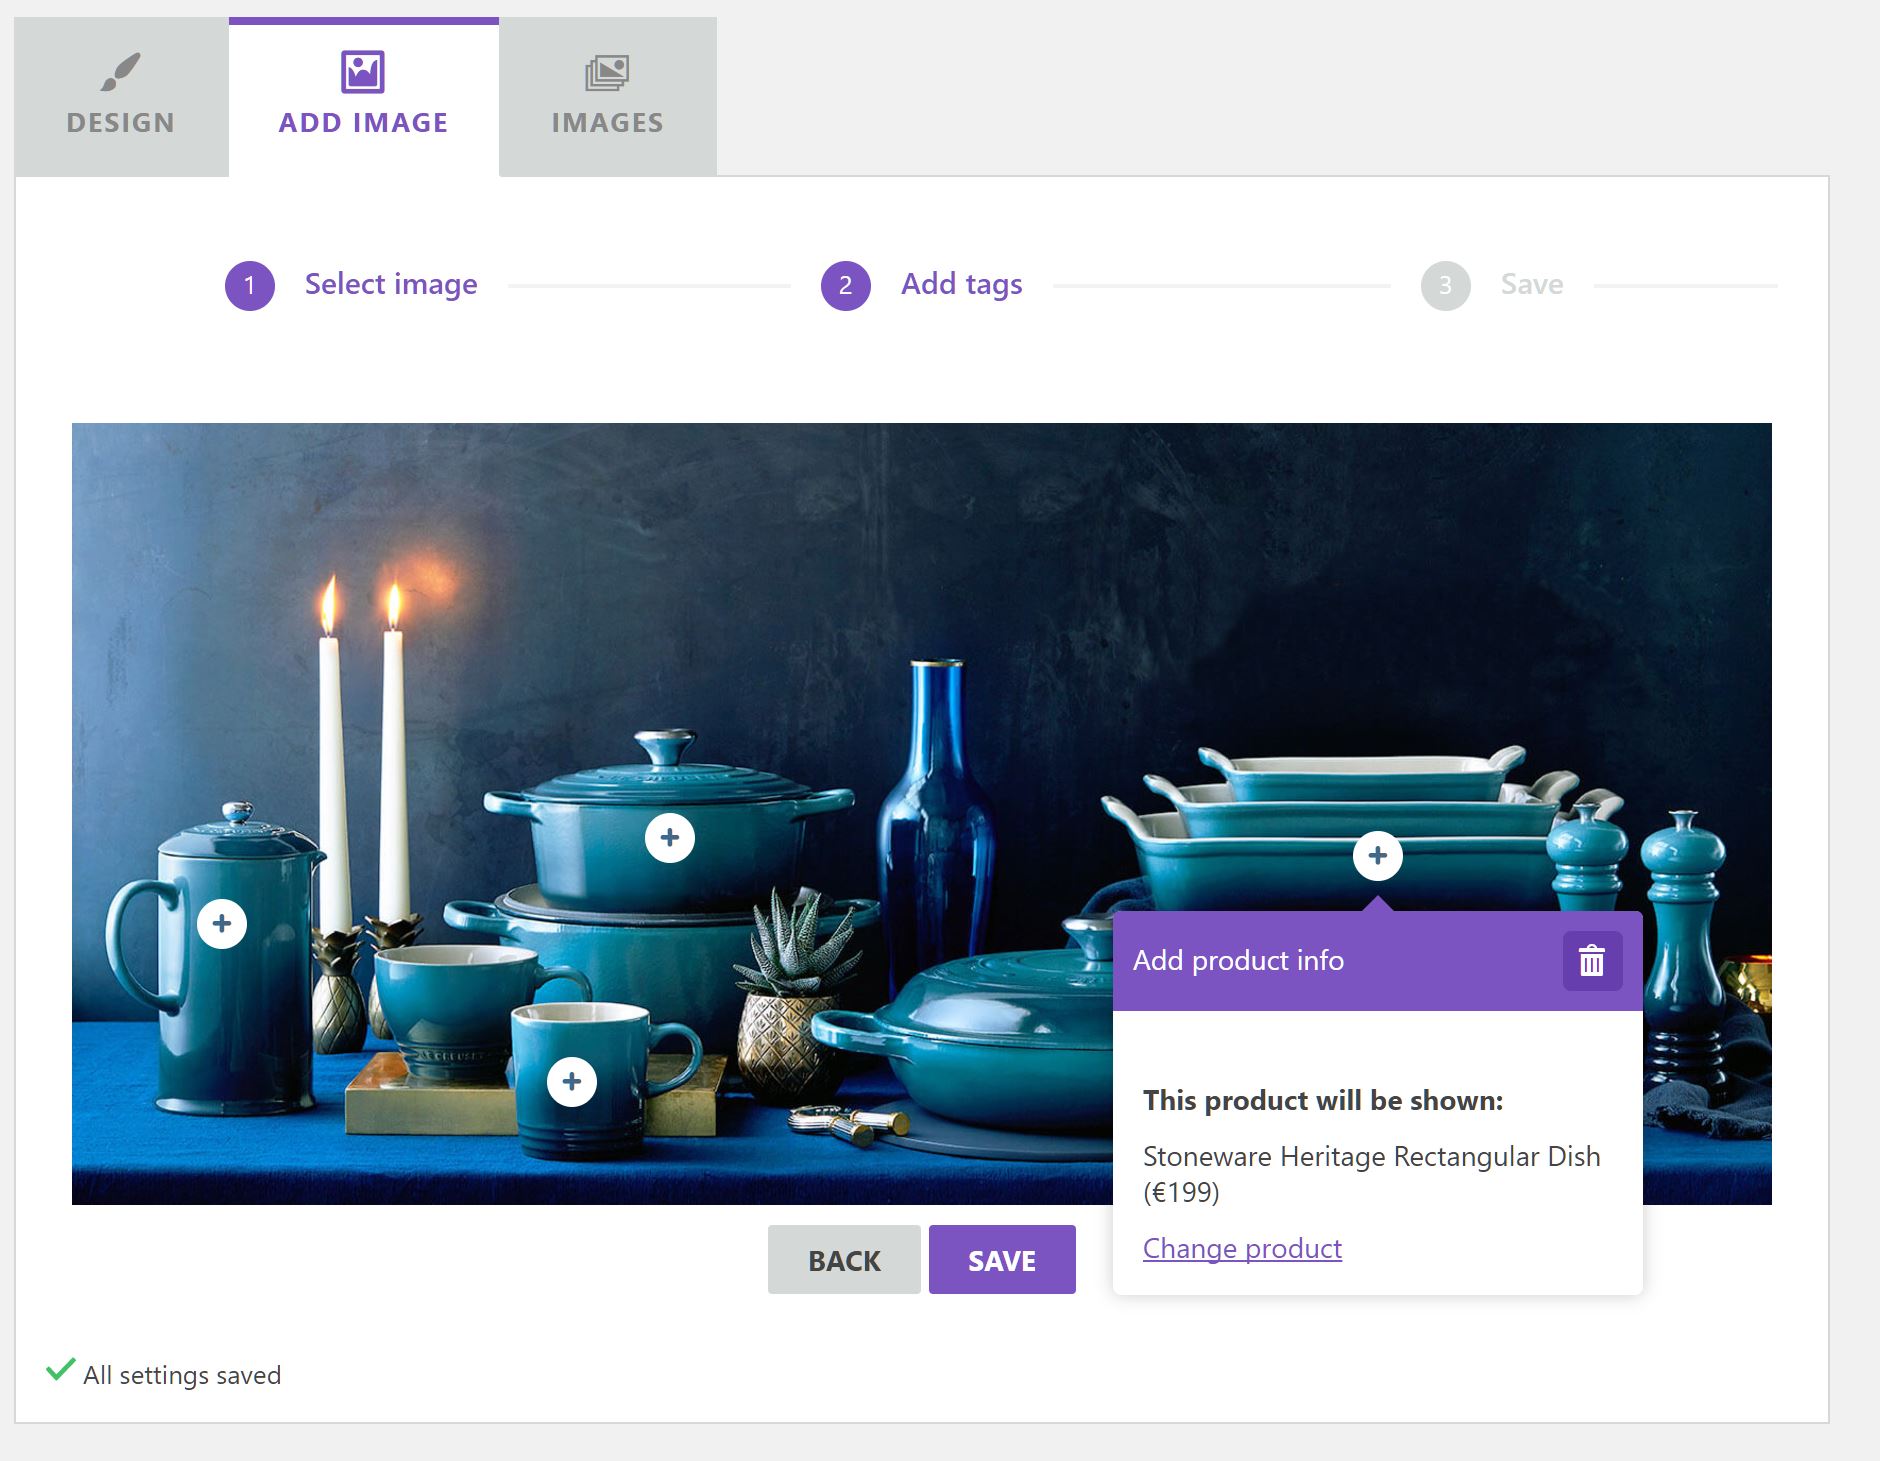 DESIGN
ADD IMAGE
IMAGES
1 Select image
2 Add tags
3 Save
Add product info
This product will be shown:
Stoneware Heritage Rectangular Dish
(€199)
Change product
BACK
SAVE
All settings saved